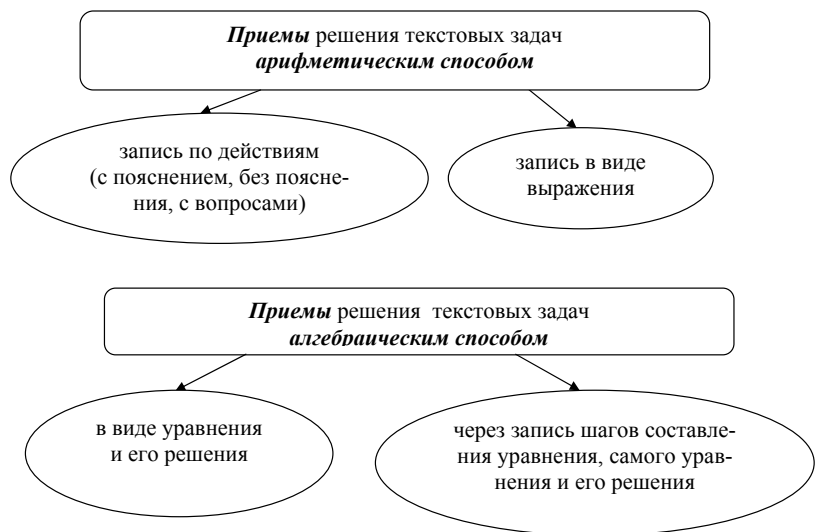 Приемы решения текстовых задач
арифметическим способом
запись по действиям
(с пояснением, без поясне-
ния, с вопросами)
запись в виде
выражения
Приемы решения текстовых задач
алгебраическим способом
в виде уравнения
и его решения
через запись шагов составле-
ния уравнения, самого урав-
нения и его решения